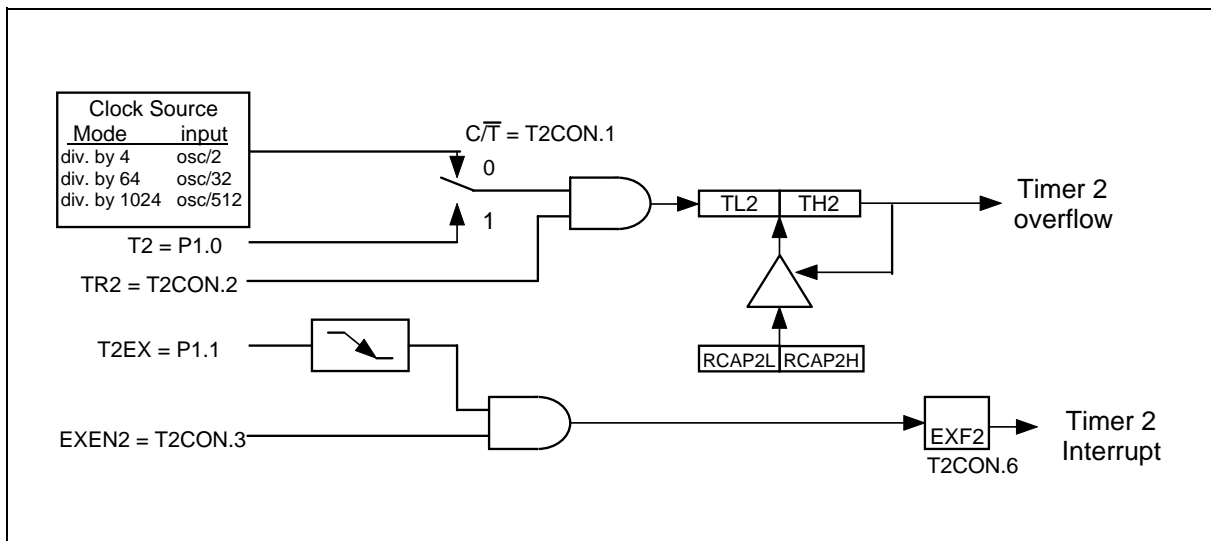 Clock Source
Mode input
div. by 4 osc/2
div. by 64 osc/32
div. by 1024 osc/512
C/T̅ = T2CON.1
0
1
T2 = P1.0
TR2 = T2CON.2
TL2 TH2
Timer 2
overflow
T2EX = P1.1
RCAP2L RCAP2H
EXEN2 = T2CON.3
EXF2
T2CON.6
Timer 2
Interrupt